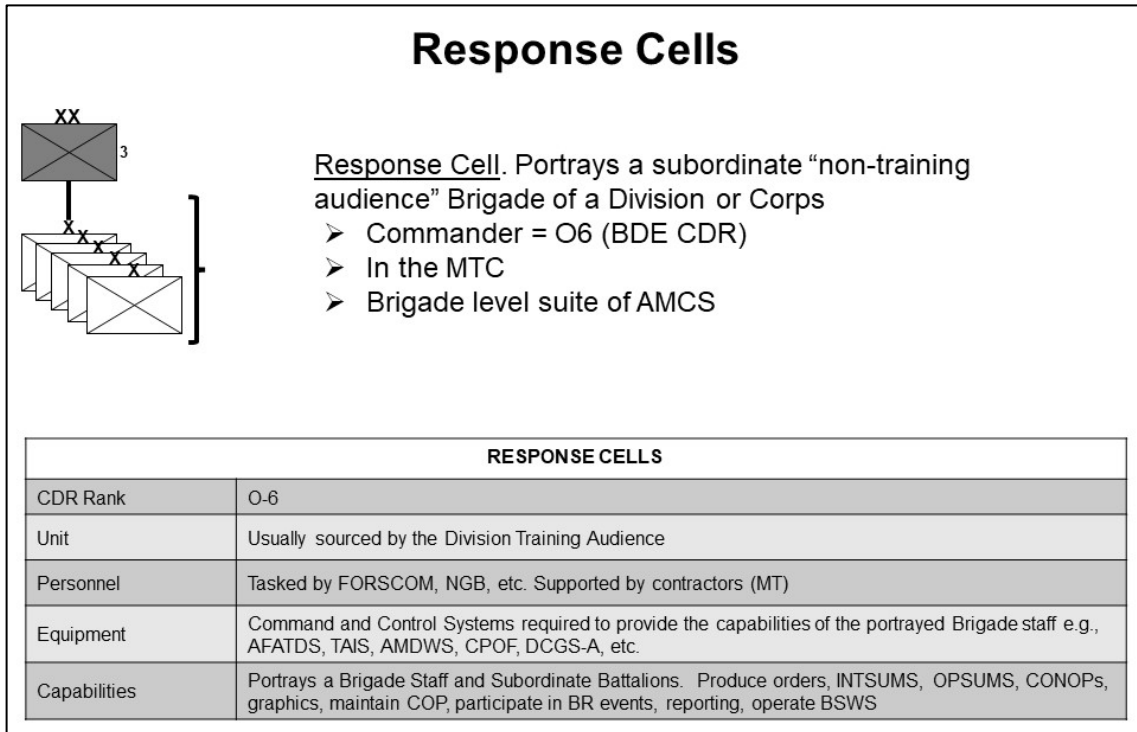 Response Cells
XX
3
X
X
X
X
X
Response Cell. Portrays a subordinate “non-training
audience” Brigade of a Division or Corps
➢ Commander = O6 (BDE CDR)
➢ In the MTC
➢ Brigade level suite of AMCS
RESPONSE CELLS
CDR Rank
O-6
Unit
Usually sourced by the Division Training Audience
Personnel
Tasked by FORSCOM, NGB, etc. Supported by contractors (MT)
Equipment
Command and Control Systems required to provide the capabilities of the portrayed Brigade staff e.g.,
AFATDS, TAIS, AMDWS, CPOF, DCGS-A, etc.
Capabilities
Portrays a Brigade Staff and Subordinate Battalions. Produce orders, INTSUMS, OPSUMS, CONOPs,
graphics, maintain COP, participate in BR events, reporting, operate BSWS